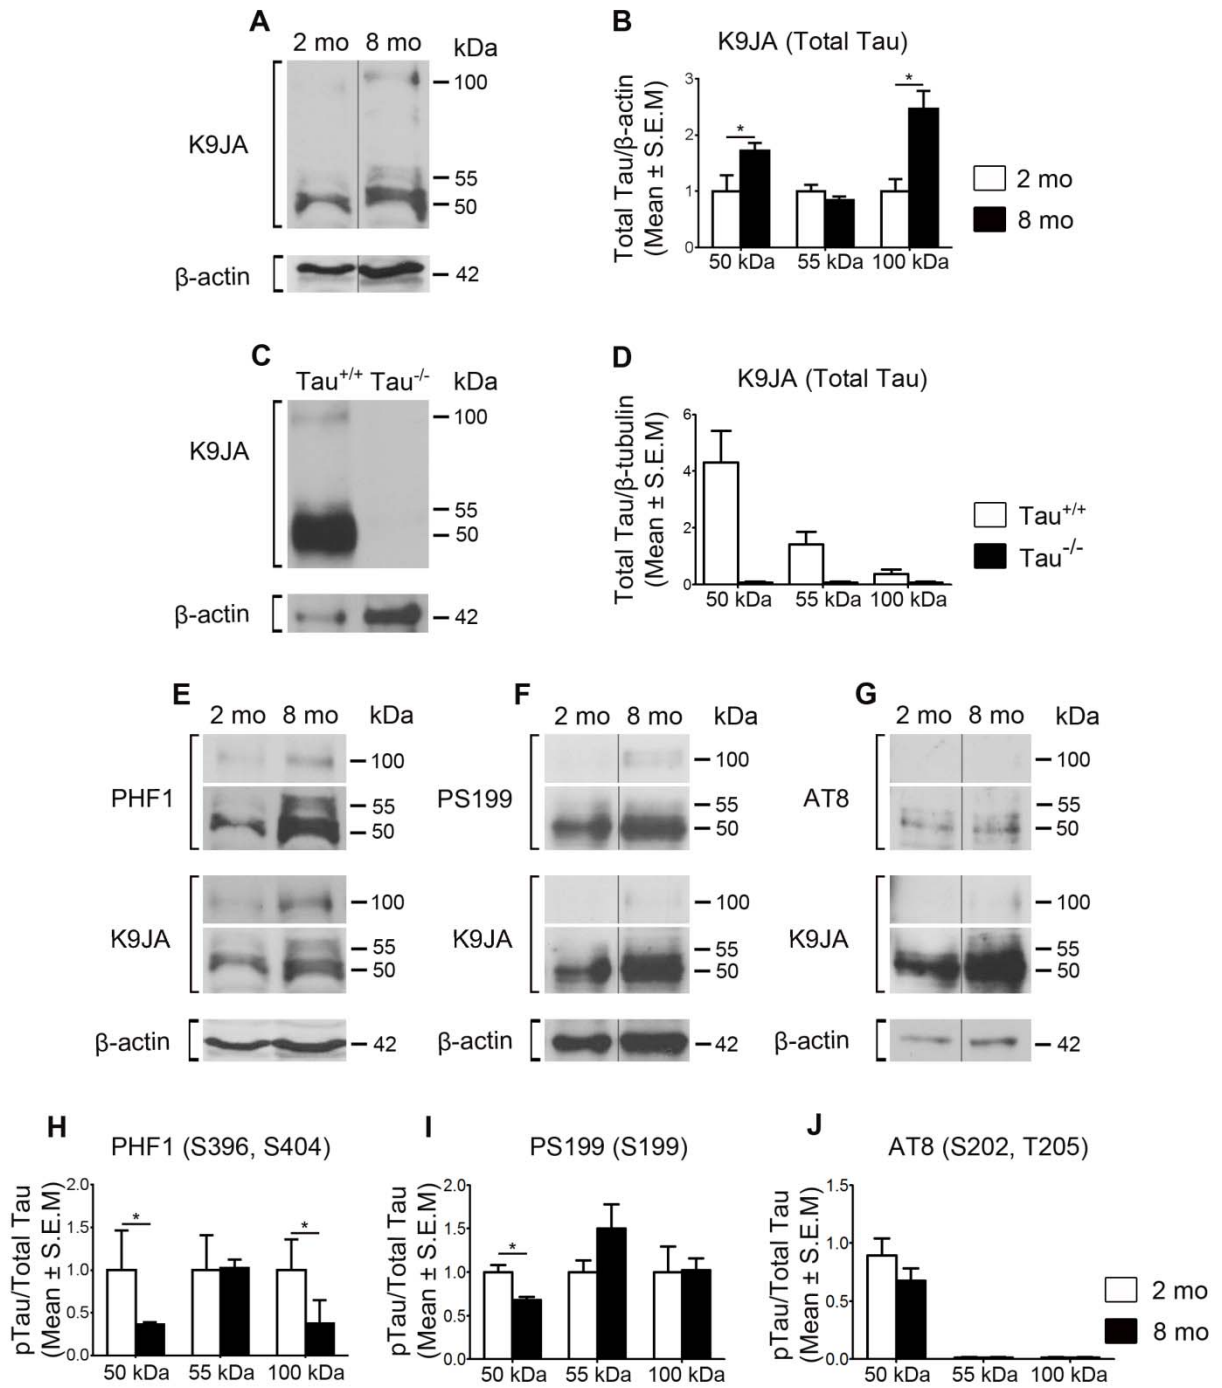 A
2 mo 8 mo kDa
K9JA
100
55
50
β-actin
42
B
K9JA (Total Tau)
Total Tau/β-actin
(Mean ± S.E.M)
3
2
1
0
50 kDa 55 kDa 100 kDa
* *
2 mo
8 mo
C
Tau+/+ Tau-/- kDa
K9JA
100
55
50
β-actin
42
D
K9JA (Total Tau)
Total Tau/β-tubulin
(Mean ± S.E.M)
6
4
2
0
50 kDa 55 kDa 100 kDa
Tau+/+
Tau-/-
E
2 mo 8 mo kDa
PHF1
100
55
50
K9JA
100
55
50
β-actin
42
F
2 mo 8 mo kDa
PS199
100
55
50
K9JA
100
55
50
β-actin
42
G
2 mo 8 mo kDa
AT8
100
55
50
K9JA
100
55
50
β-actin
42
H
PHF1 (S396, S404)
pTau/Total Tau
(Mean ± S.E.M)
2.0
1.5
1.0
0.5
0.0
* *
50 kDa 55 kDa 100 kDa
I
PS199 (S199)
pTau/Total Tau
(Mean ± S.E.M)
2.0
1.5
1.0
0.5
0.0
*
50 kDa 55 kDa 100 kDa
J
AT8 (S202, T205)
pTau/Total Tau
(Mean ± S.E.M)
1.5
1.0
0.5
0.0
50 kDa 55 kDa 100 kDa
2 mo
8 mo